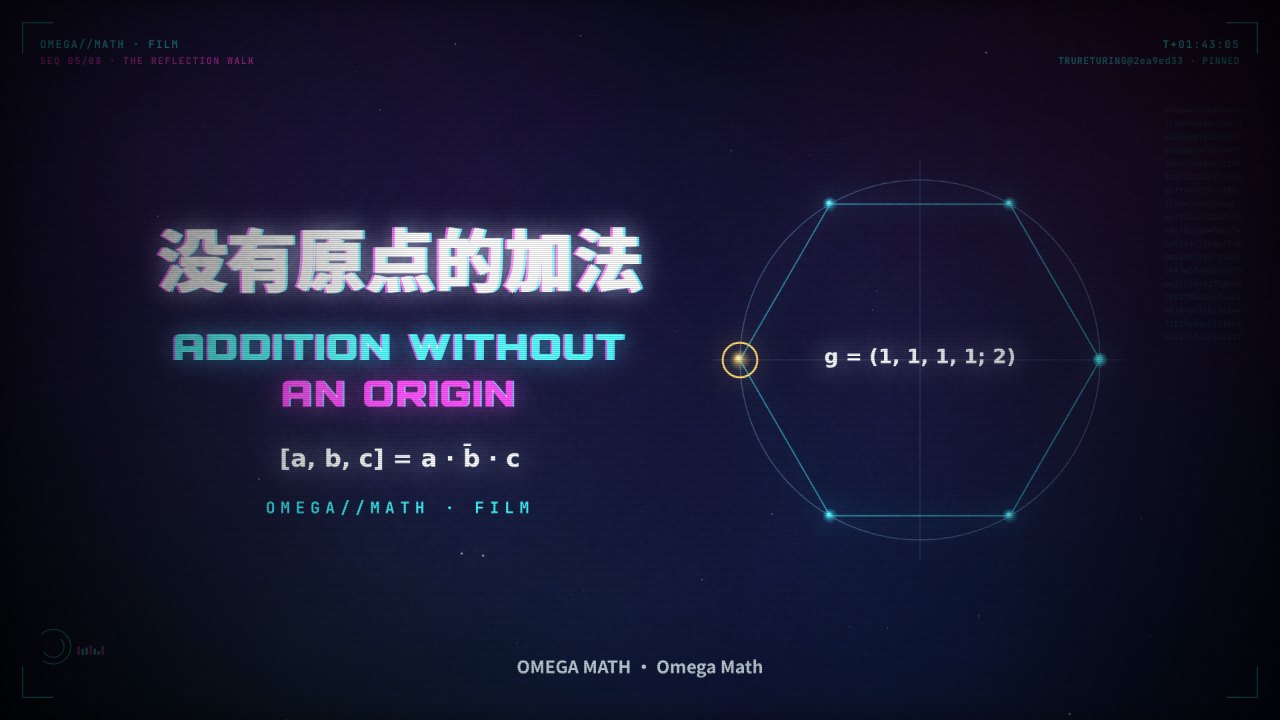 OMEGA//MATH · FILM
SEQ 05/08 · THE REFLECTION WALK
T+01:43:05
TRURETURING@2ea9ed33 · PINNED
没有原点的加法
ADDITION WITHOUT
AN ORIGIN
[a, b, c] = a · b̄ · c
OMEGA//MATH · FILM
g = (1, 1, 1, 1; 2)
OMEGA MATH • Omega Math